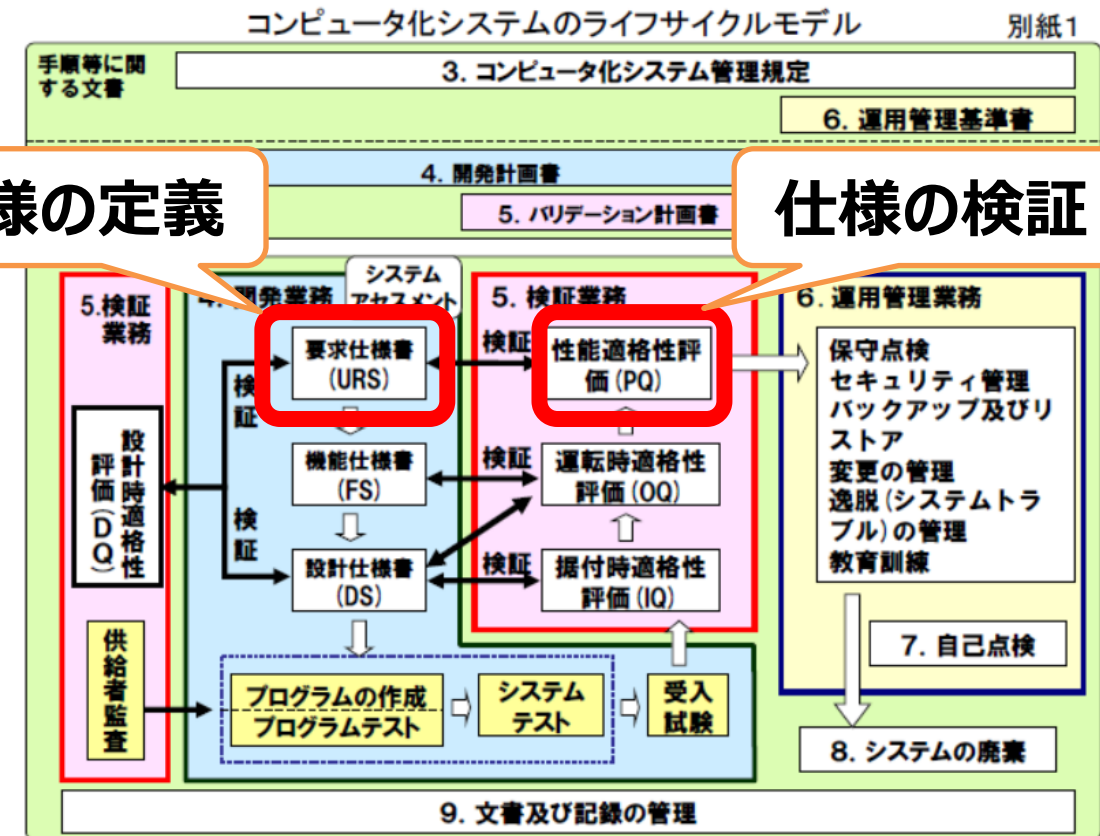 コンピュータ化システムのライフサイクルモデル
別紙1
手順等に関
する文書
3. コンピュータ化システム管理規定
6. 運用管理基準書
4. 開発計画書
5. バリデーション計画書
様の定義
仕様の検証
5.検証
業務
開発業務
システム
アセスメント
5. 検証業務
6. 運用管理業務
要求仕様書
(URS)
検証
性能適格性評
価(PQ)
検
証
機能仕様書
(FS)
検証
運転時適格性
評価(OQ)
設計時適格性
評価(DQ)
検
証
設計仕様書
(DS)
検証
据付時適格性
評価(IQ)
保守点検
セキュリティ管理
バックアップ及びリ
ストア
変更の管理
逸脱(システムトラ
ブル)の管理
教育訓練
7. 自己点検
供給者監査
プログラムの作成
プログラムテスト
システム
テスト
受入
試験
8. システムの廃棄
9. 文書及び記録の管理